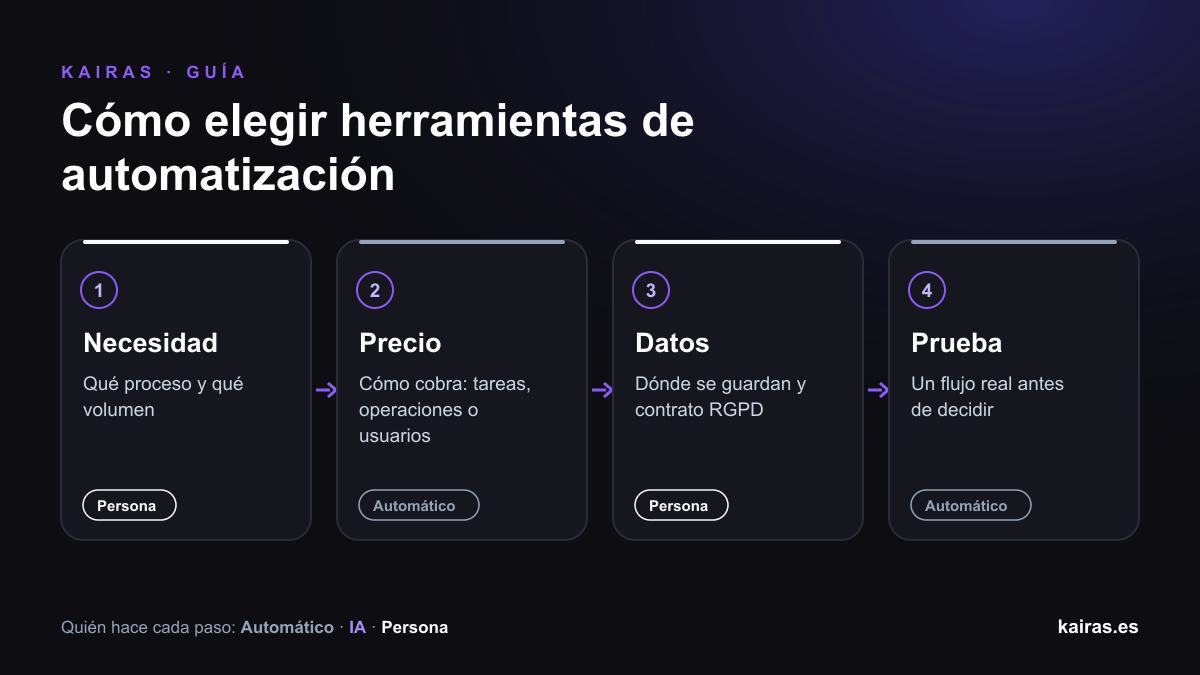 KAIRAS · GUÍA
Cómo elegir herramientas de
automatización
1
Necesidad
Qué proceso y qué
volumen
Persona
2
Precio
Cómo cobra: tareas,
operaciones o
usuarios
Automático
3
Datos
Dónde se guardan y
contrato RGPD
Persona
4
Prueba
Un flujo real antes
de decidir
Automático
Quién hace cada paso: Automático · IA · Persona
kairas.es